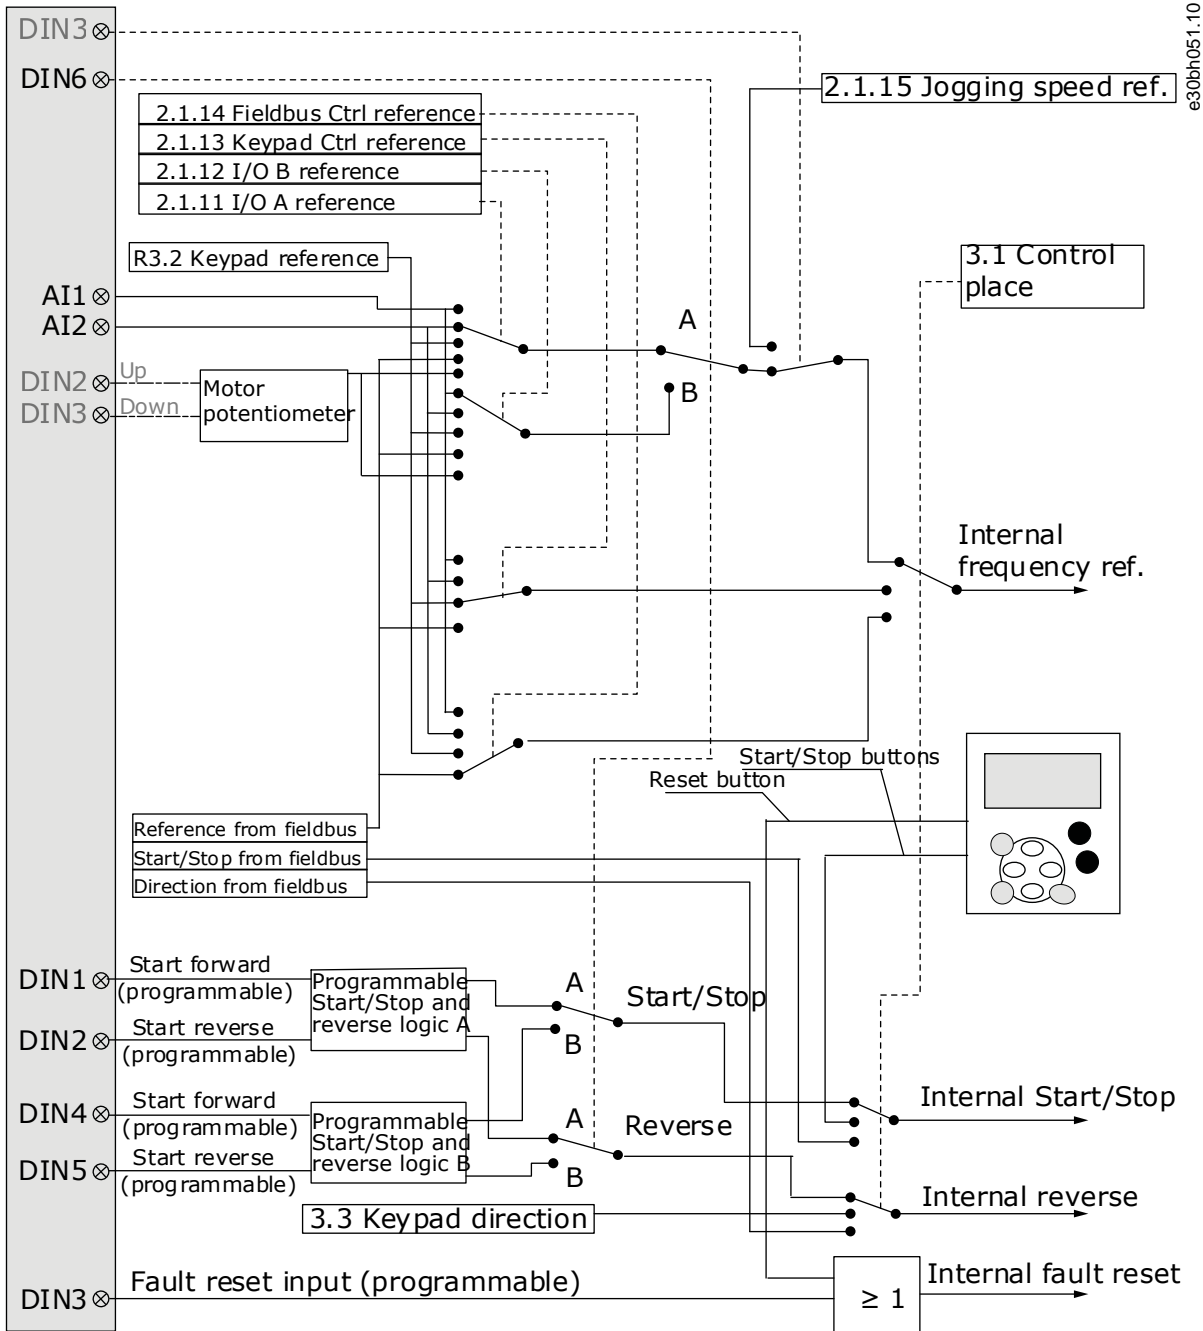 e30bh051.10
DIN3
DIN6
2.1.15 Jogging speed ref.
2.1.14 Fieldbus Ctrl reference
2.1.13 Keypad Ctrl reference
2.1.12 I/O B reference
2.1.11 I/O A reference
R3.2 Keypad reference
3.1 Control
place
AI1
AI2
A
B
DIN2
Up
DIN3
Down
Motor
potentiometer
Internal
frequency ref.
Start/Stop buttons
Reset button
Reference from fieldbus
Start/Stop from fieldbus
Direction from fieldbus
DIN1
Start forward
(programmable)
DIN2
Start reverse
(programmable)
Programmable
Start/Stop and
reverse logic A
A
B
Start/Stop
DIN4
Start forward
(programmable)
DIN5
Start reverse
(programmable)
Programmable
Start/Stop and
reverse logic B
A
B
Reverse
Internal Start/Stop
3.3 Keypad direction
Internal reverse
DIN3
Fault reset input (programmable)
≥ 1
Internal fault reset